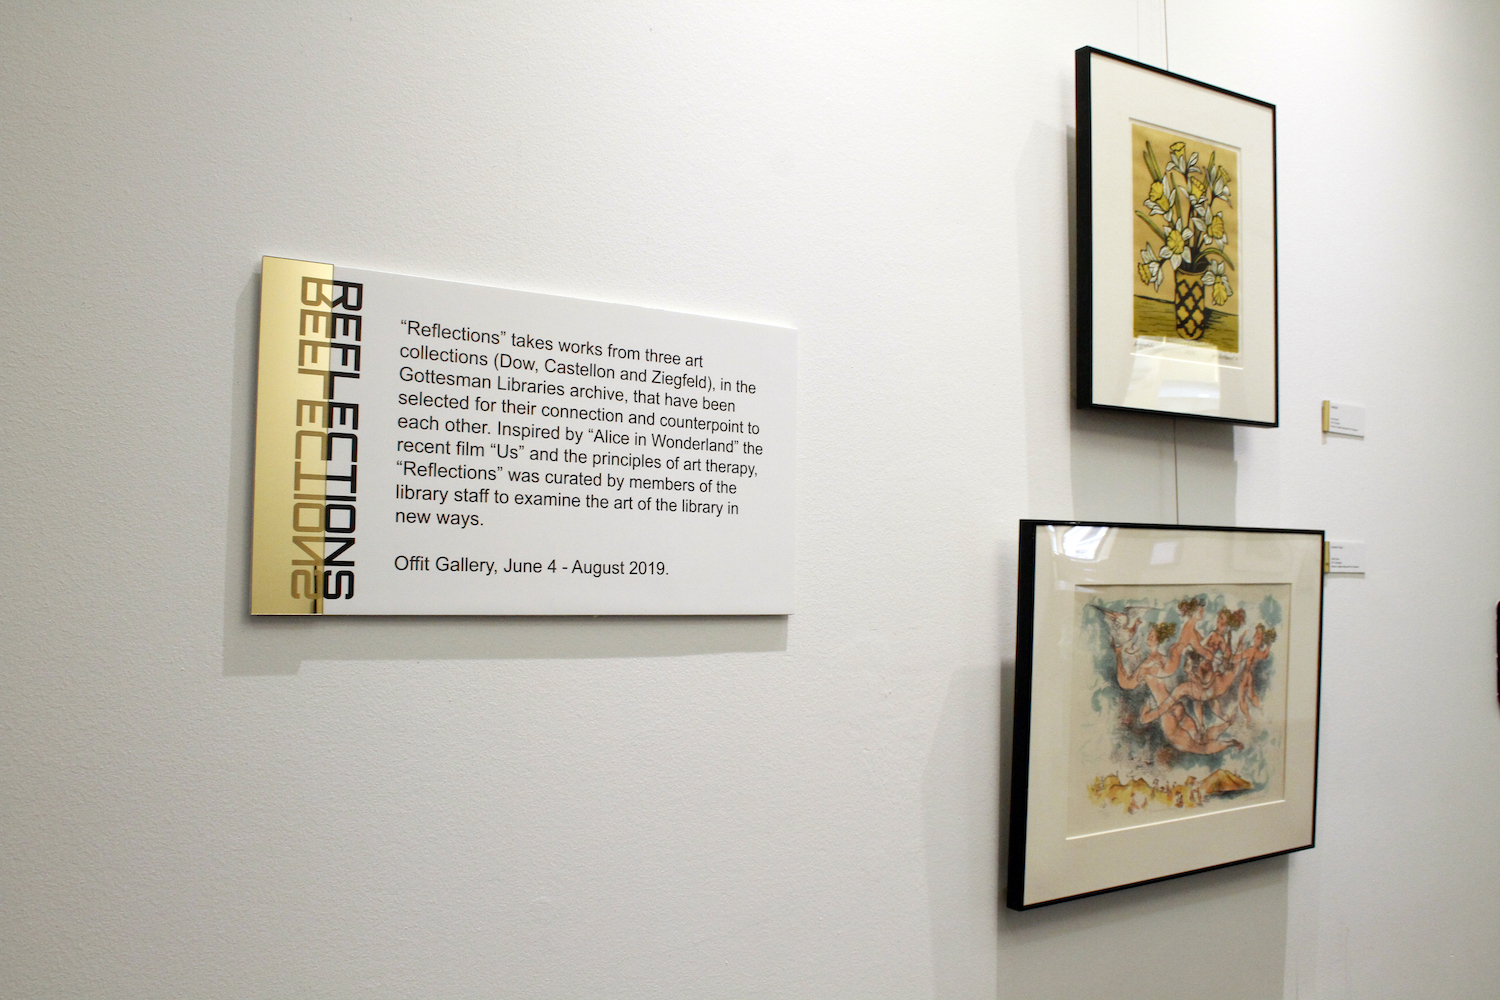 REFLECTIONS
“Reflections” takes works from three art
collections (Dow, Castellon and Ziegfeld), in the
Gottesman Libraries archive, that have been
selected for their connection and counterpoint to
each other. Inspired by “Alice in Wonderland” the
recent film “Us” and the principles of art therapy,
“Reflections” was curated by members of the
library staff to examine the art of the library in
new ways.
Offit Gallery, June 4 - August 2019.